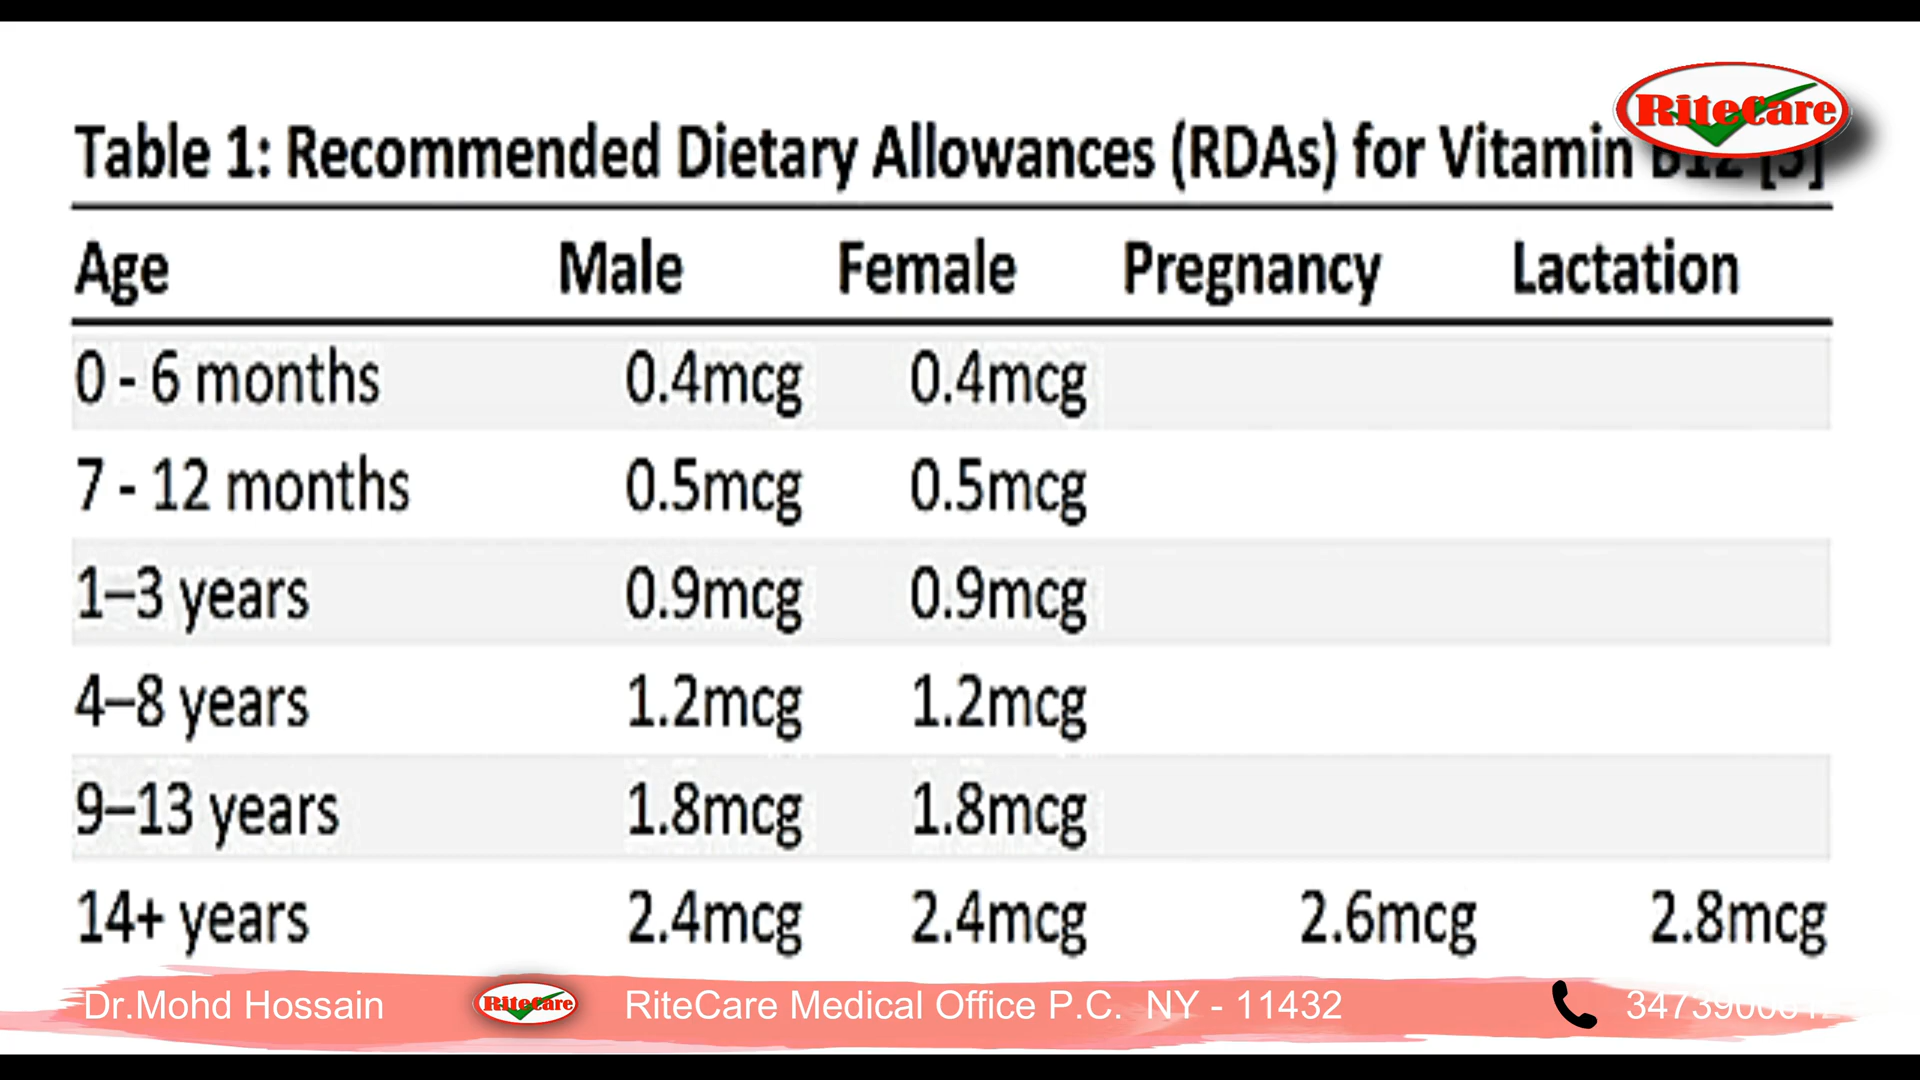 RiteCare
Table 1: Recommended Dietary Allowances (RDAs) for Vitamin B12 [5]
Age Male Female Pregnancy Lactation
0 - 6 months 0.4mcg 0.4mcg
7 - 12 months 0.5mcg 0.5mcg
1–3 years 0.9mcg 0.9mcg
4–8 years 1.2mcg 1.2mcg
9–13 years 1.8mcg 1.8mcg
14+ years 2.4mcg 2.4mcg 2.6mcg 2.8mcg
Dr.Mohd Hossain RiteCare RiteCare Medical Office P.C. NY - 11432